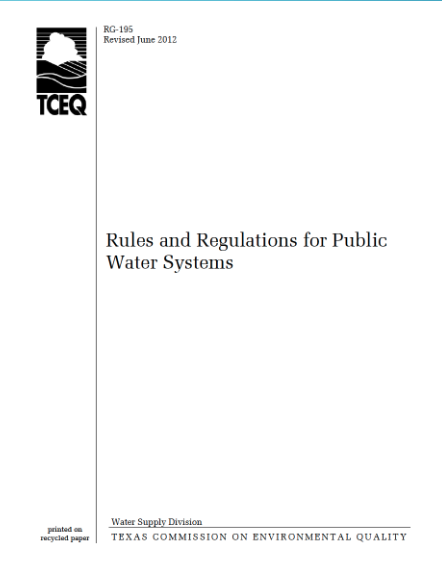 RG-195
Revised June 2012
TCEQ
Rules and Regulations for Public
Water Systems
Water Supply Division
printed on
recycled paper
TEXAS COMMISSION ON ENVIRONMENTAL QUALITY